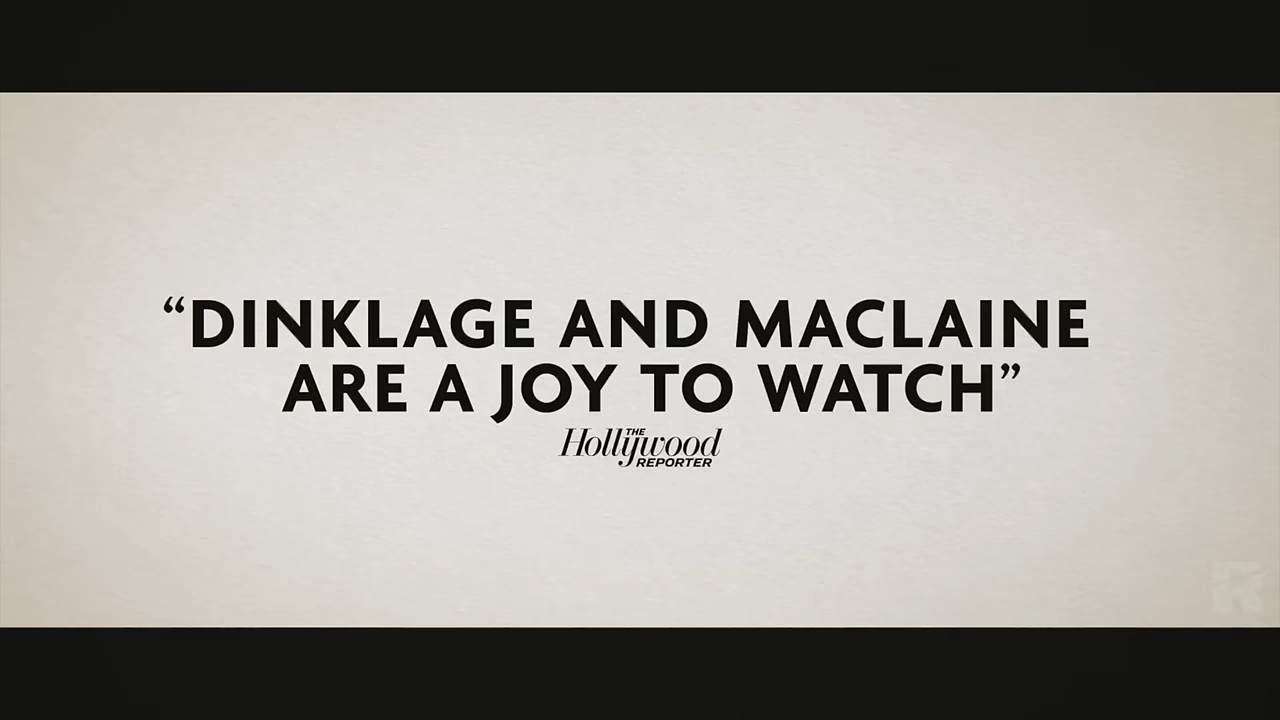 “DINKLAGE AND MACLAINE
ARE A JOY TO WATCH”
THE
Hollywood
REPORTER
R